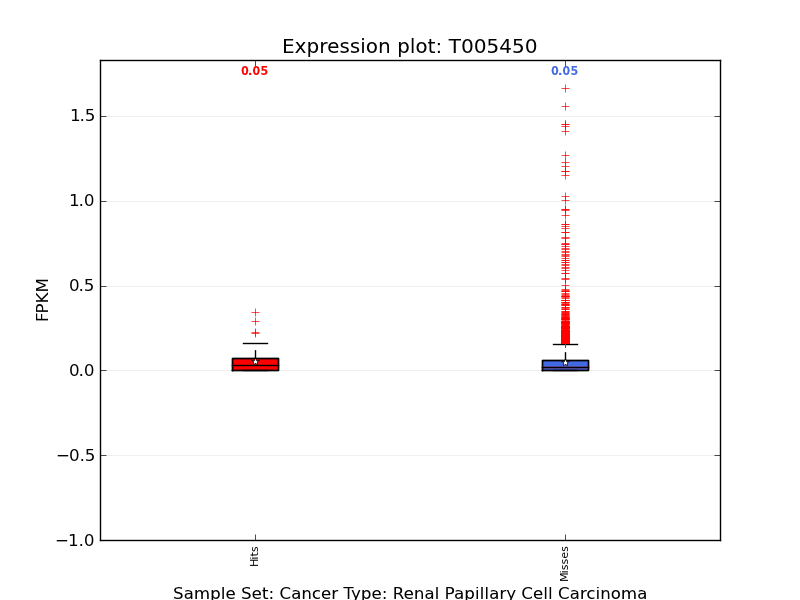 Expression plot: T005450
0.05 0.05
1.5
1.0
0.5
0.0
−0.5
−1.0
FPKM
Hits
Misses
Sample Set: Cancer Type: Renal Papillary Cell Carcinoma